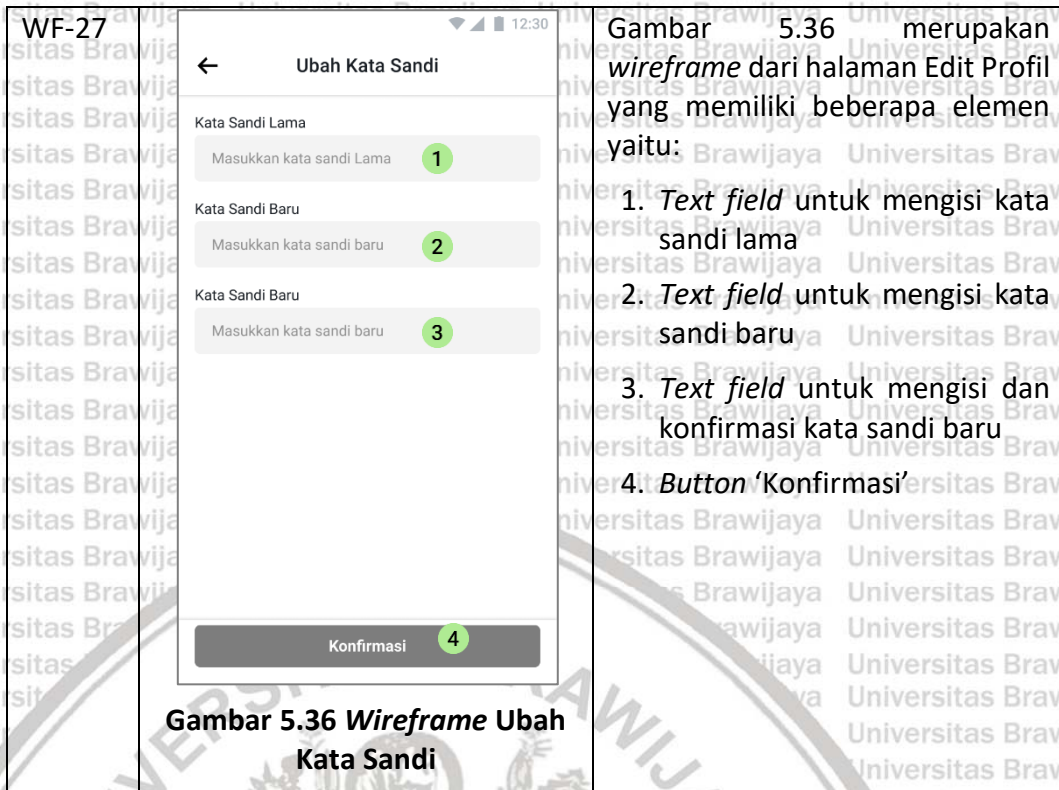 WF-27
12:30
Ubah Kata Sandi
Kata Sandi Lama
Masukkan kata sandi Lama 1
Kata Sandi Baru
Masukkan kata sandi baru 2
Kata Sandi Baru
Masukkan kata sandi baru 3
Konfirmasi 4
Gambar 5.36 Wireframe Ubah
Kata Sandi
Gambar 5.36 merupakan
wireframe dari halaman Edit Profil
yang memiliki beberapa elemen
yaitu:
1. Text field untuk mengisi kata
sandi lama
2. Text field untuk mengisi kata
sandi baru
3. Text field untuk mengisi dan
konfirmasi kata sandi baru
4. Button ‘Konfirmasi’